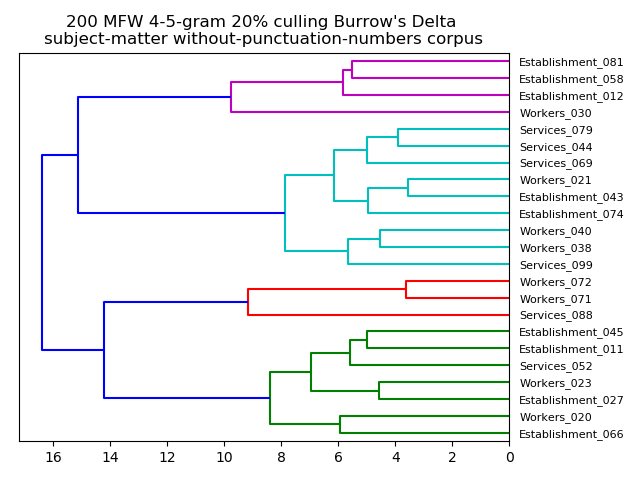 200 MFW 4-5-gram 20% culling Burrow's Delta
subject-matter without-punctuation-numbers corpus
Establishment_081
Establishment_058
Establishment_012
Workers_030
Services_079
Services_044
Services_069
Workers_021
Establishment_043
Establishment_074
Workers_040
Workers_038
Services_099
Workers_072
Workers_071
Services_088
Establishment_045
Establishment_011
Services_052
Workers_023
Establishment_027
Workers_020
Establishment_066
16 14 12 10 8 6 4 2 0